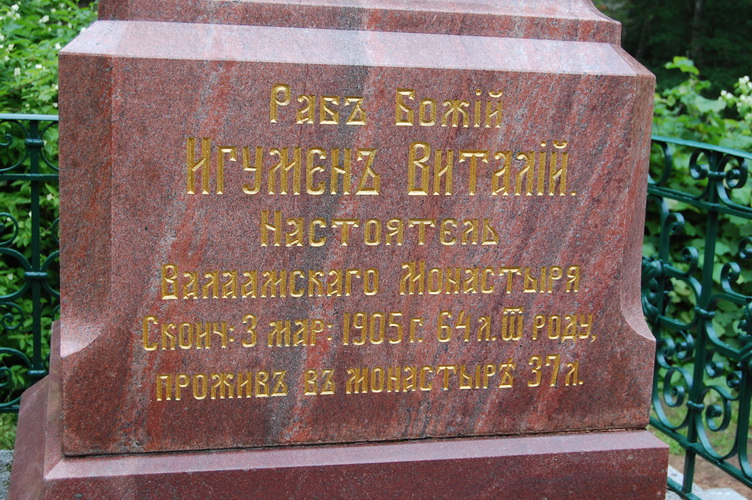 Рабъ Божій
Игуменъ Виталій.
Настоятель
Валаамскаго Монастыря
Сконч: 3 мар: 1905 г. 64 л. ѿ роду,
проживъ въ монастырѣ 37 л.